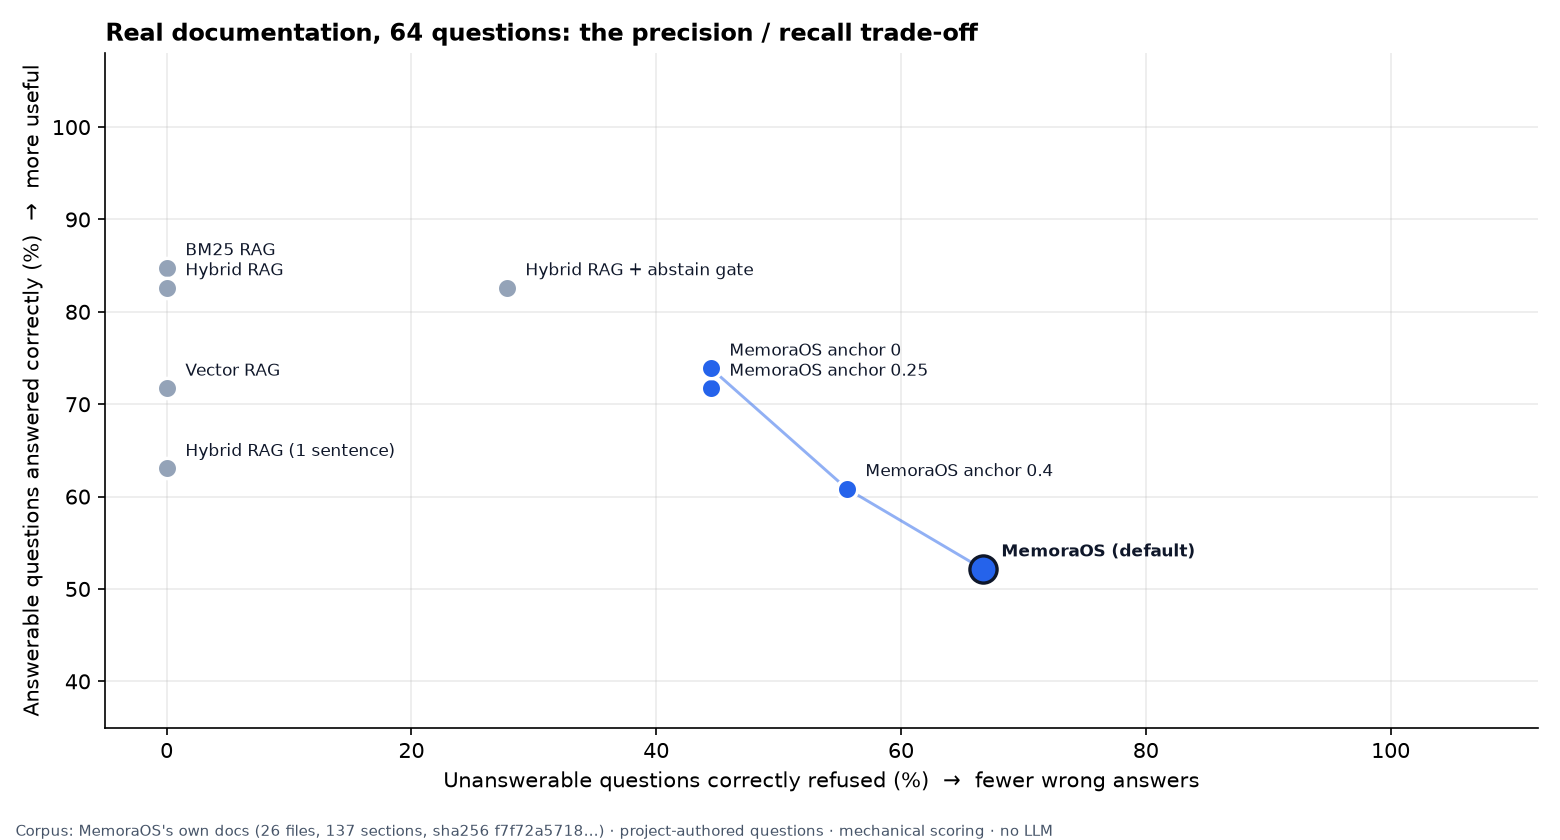 Real documentation, 64 questions: the precision / recall trade-off
Answerable questions answered correctly (%) → more useful
100
90
80
70
60
50
40
BM25 RAG
Hybrid RAG
Hybrid RAG + abstain gate
MemoraOS anchor 0
MemoraOS anchor 0.25
Vector RAG
Hybrid RAG (1 sentence)
MemoraOS anchor 0.4
MemoraOS (default)
0 20 40 60 80 100
Unanswerable questions correctly refused (%) → fewer wrong answers
Corpus: MemoraOS's own docs (26 files, 137 sections, sha256 f7f72a5718…) · project-authored questions · mechanical scoring · no LLM